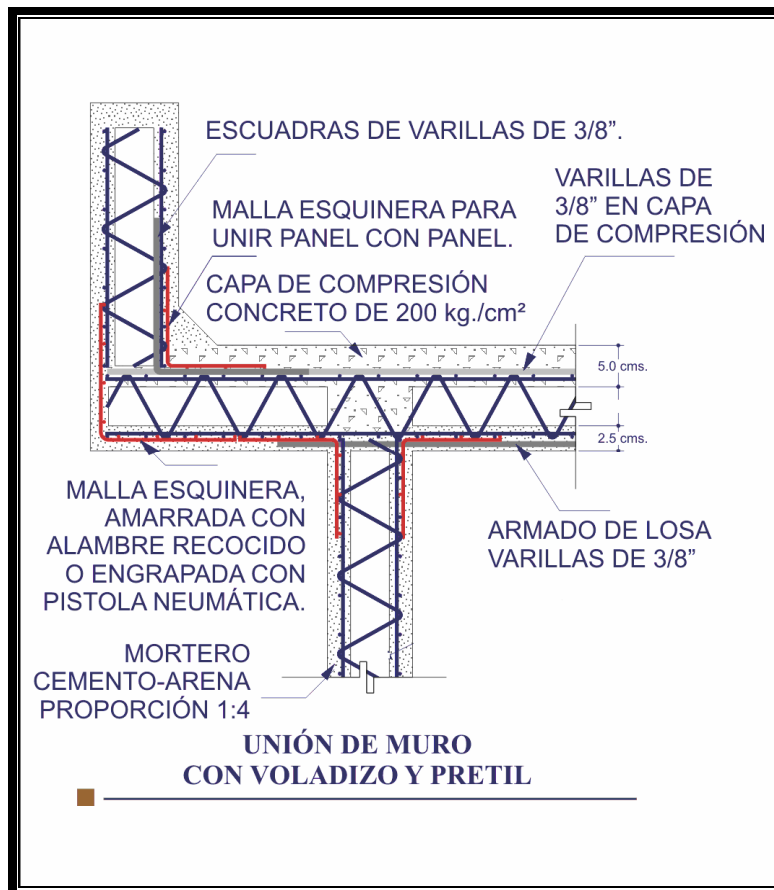 ESCUADRAS DE VARILLAS DE 3/8”.
VARILLAS DE
3/8” EN CAPA
DE COMPRESIÓN
MALLA ESQUINERA PARA
UNIR PANEL CON PANEL.
CAPA DE COMPRESIÓN
CONCRETO DE 200 kg./cm²
5.0 cms.
2.5 cms.
MALLA ESQUINERA,
AMARRADA CON
ALAMBRE RECOCIDO
O ENGRAPADA CON
PISTOLA NEUMÁTICA.
ARMADO DE LOSA
VARILLAS DE 3/8”
MORTERO
CEMENTO-ARENA
PROPORCIÓN 1:4
UNIÓN DE MURO
CON VOLADIZO Y PRETIL